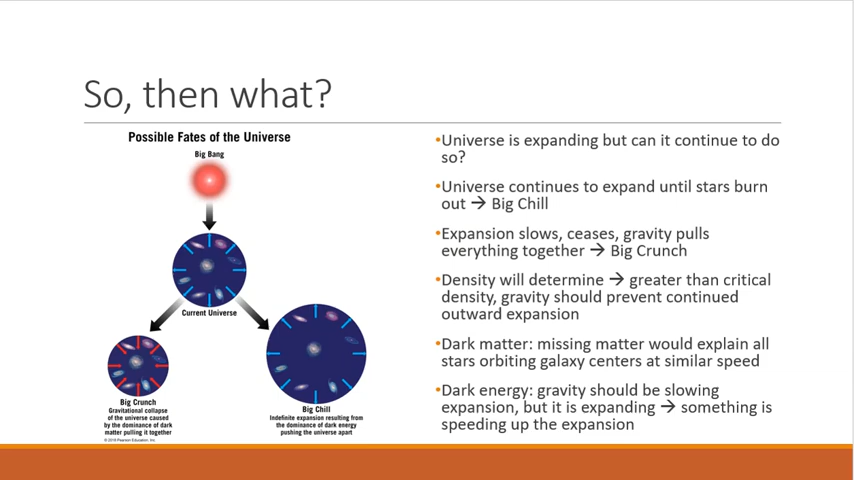 So, then what?
Possible Fates of the Universe
Big Bang
Current Universe
Big Crunch
Gravitational collapse
of the universe caused
by the dominance of dark
matter pulling it together
© 2018 Pearson Education, Inc.
Big Chill
Indefinite expansion resulting from
the dominance of dark energy
pushing the universe apart
•Universe is expanding but can it continue to do
so?
•Universe continues to expand until stars burn
out → Big Chill
•Expansion slows, ceases, gravity pulls
everything together → Big Crunch
•Density will determine → greater than critical
density, gravity should prevent continued
outward expansion
•Dark matter: missing matter would explain all
stars orbiting galaxy centers at similar speed
•Dark energy: gravity should be slowing
expansion, but it is expanding → something is
speeding up the expansion